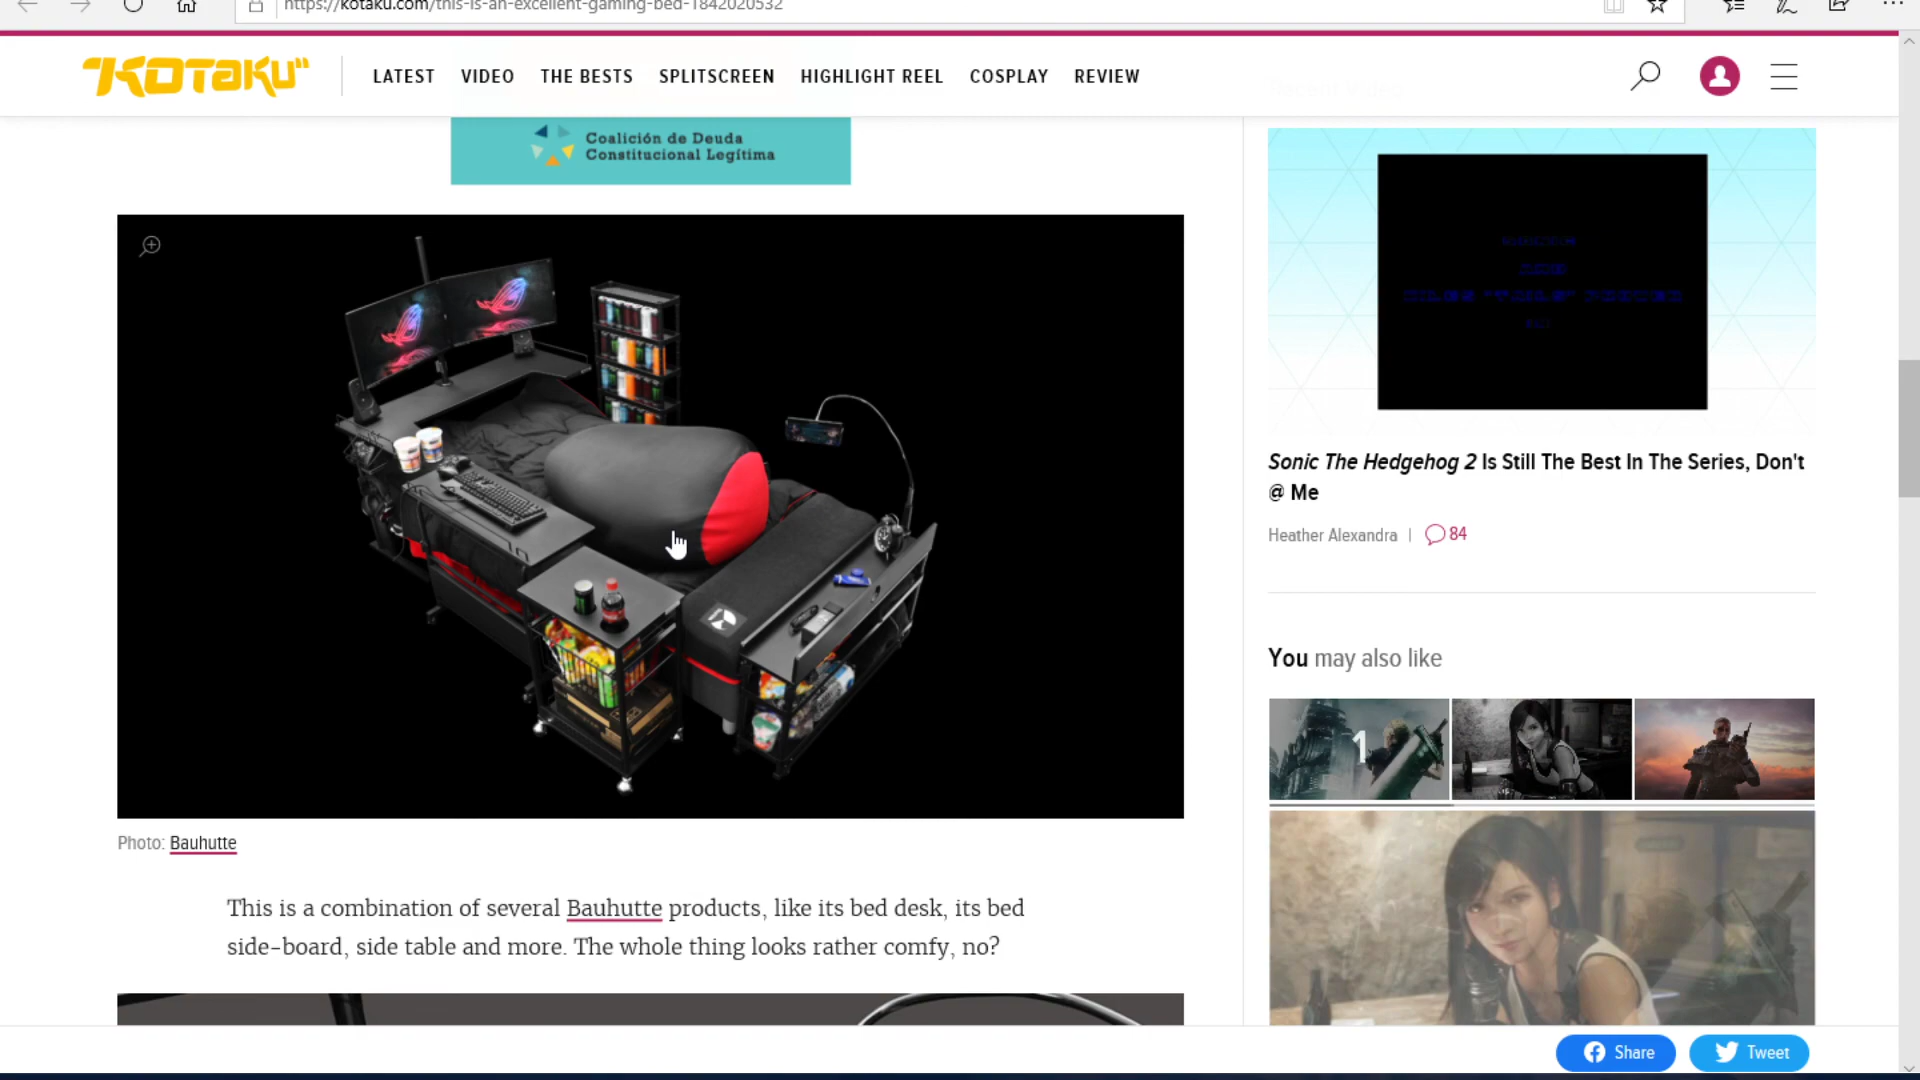 https://kotaku.com/this-is-an-excellent-gaming-bed-1842020532
KOTAKU
LATEST VIDEO THE BESTS SPLITSCREEN HIGHLIGHT REEL COSPLAY REVIEW
Coalición de Deuda
Constitucional Legítima
Photo: Bauhutte
This is a combination of several Bauhutte products, like its bed desk, its bed
side-board, side table and more. The whole thing looks rather comfy, no?
Sonic The Hedgehog 2 Is Still The Best In The Series, Don't
@ Me
Heather Alexandra | 84
You may also like
1
Share Tweet